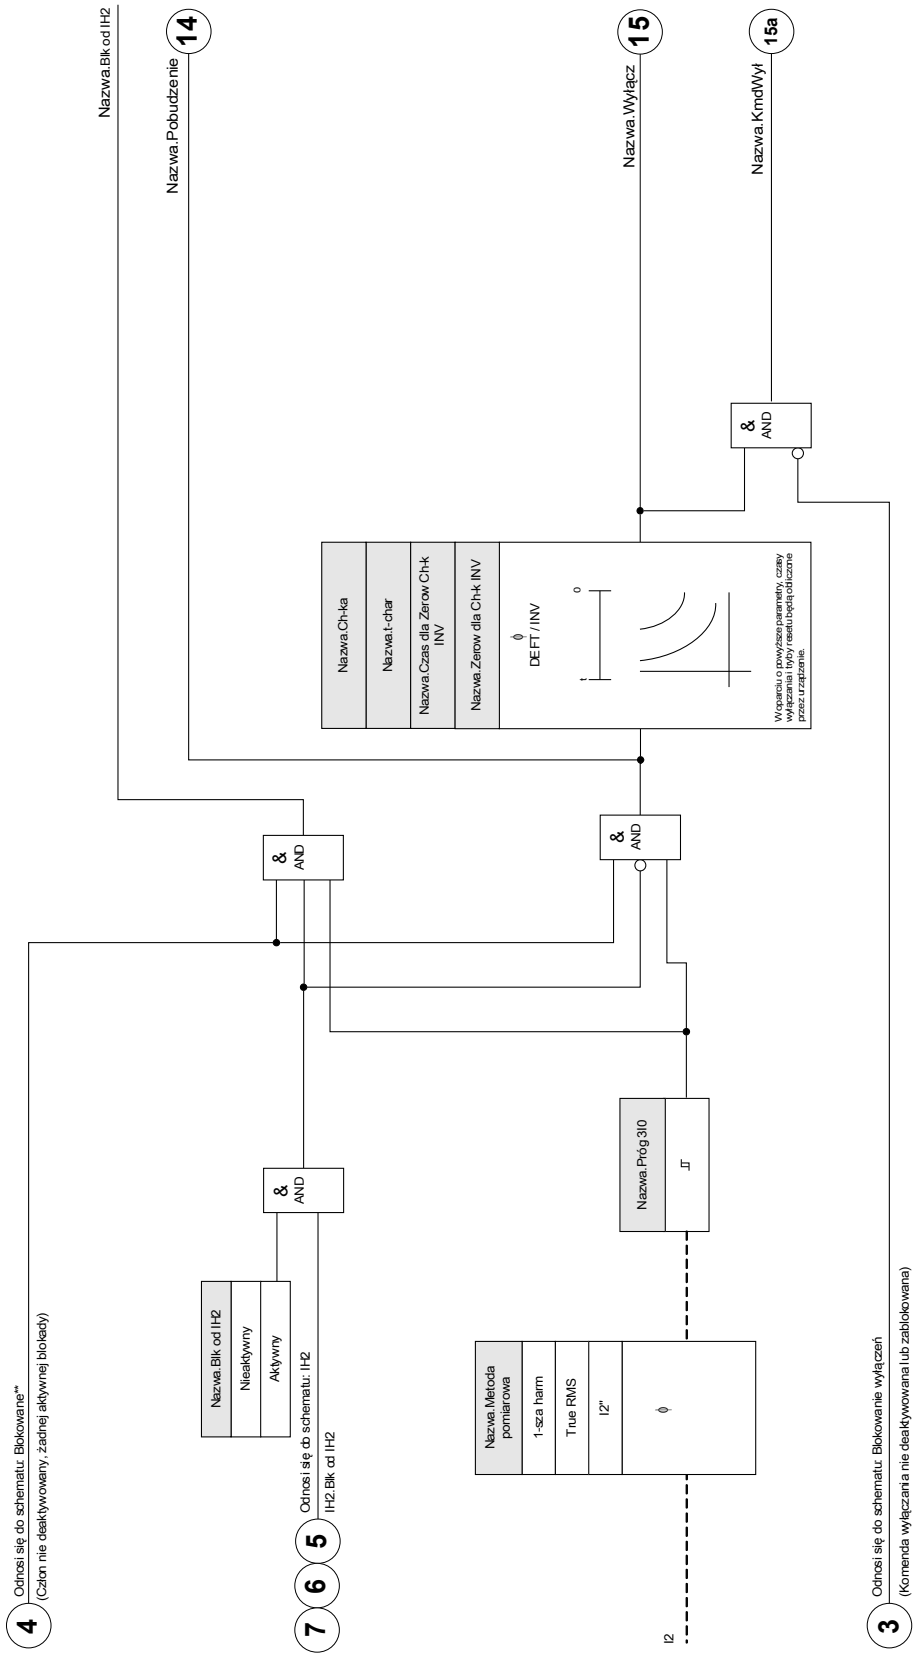 4
Odnosi się do schematu: Blokowane**
(Człon nie deaktywowany, żadnej aktywnej blokady)
Nazwa.Blk od IH2
Nieaktywny
Aktywny
7
6
5
Odnosi się do schematu: IH2
IH2.Blk od IH2
&
AND
&
AND
Nazwa.Blk od IH2
14
Nazwa.Pobudzenie
I2
Nazwa.Metoda
pomiarowa
1-sza harm
True RMS
I2"
ϕ
Nazwa.Próg 3I0
&
AND
Nazwa.Ch-ka
Nazwa.t-char
Nazwa.Czas dla Zerow Ch-k
INV
Nazwa.Zerow dla Ch-k INV
ϕ
DEFT / INV
t
0
W oparciu o powyższe parametry, czasy
wyłączania i tryby resetu będą obliczone
przez urządzenie.
Nazwa.Wyłącz
15
&
AND
Nazwa.KmdWył
15a
3
Odnosi się do schematu: Blokowanie wyłączeń
(Komenda wyłączania nie deaktywowana lub zablokowana)